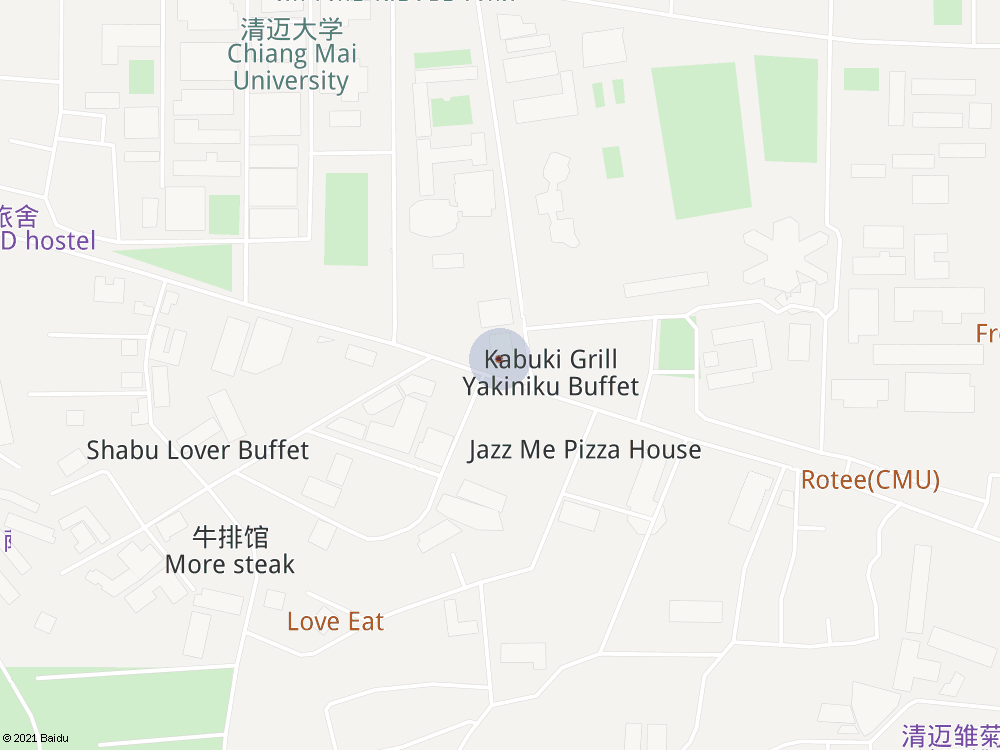 清迈大学
Chiang Mai
University
旅舍
D hostel
Fr
Kabuki Grill
Yakiniku Buffet
Shabu Lover Buffet
Jazz Me Pizza House
Rotee(CMU)
牛排馆
More steak
Love Eat
清迈雏菊
© 2021 Baidu